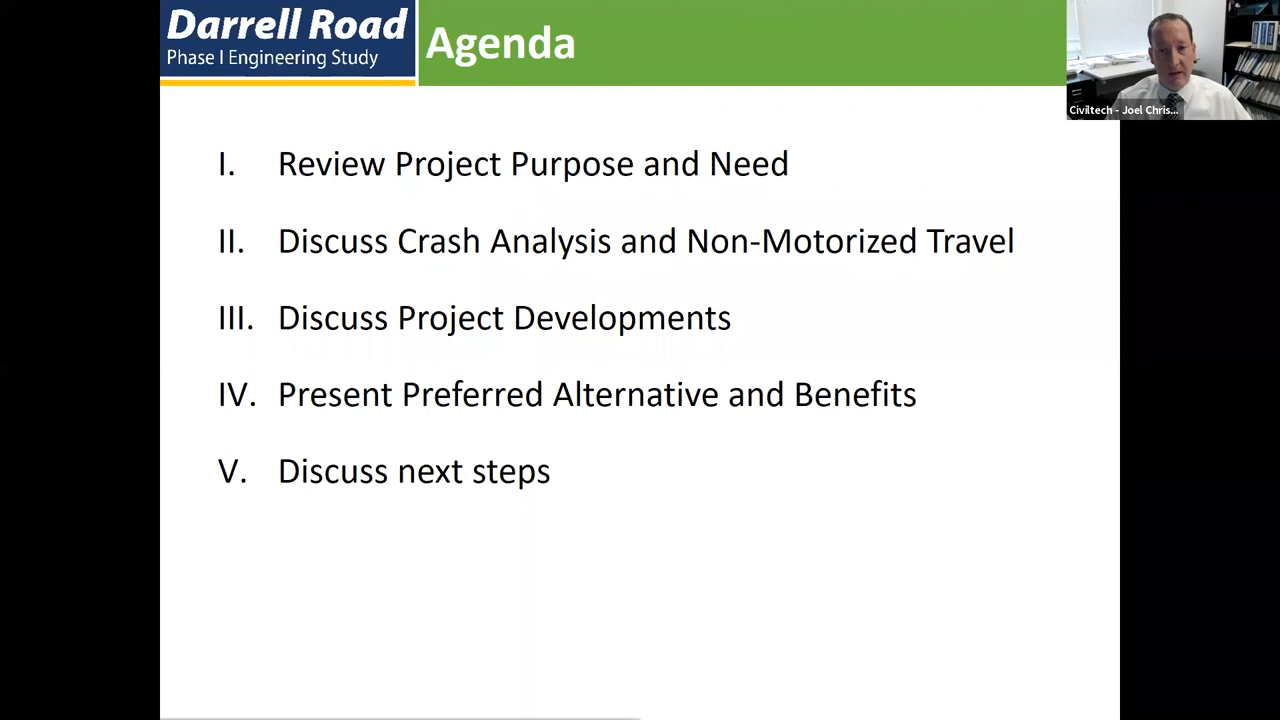 Darrell Road
Phase I Engineering Study
Agenda
Civiltech - Joel Chris...
I. Review Project Purpose and Need
II. Discuss Crash Analysis and Non-Motorized Travel
III. Discuss Project Developments
IV. Present Preferred Alternative and Benefits
V. Discuss next steps